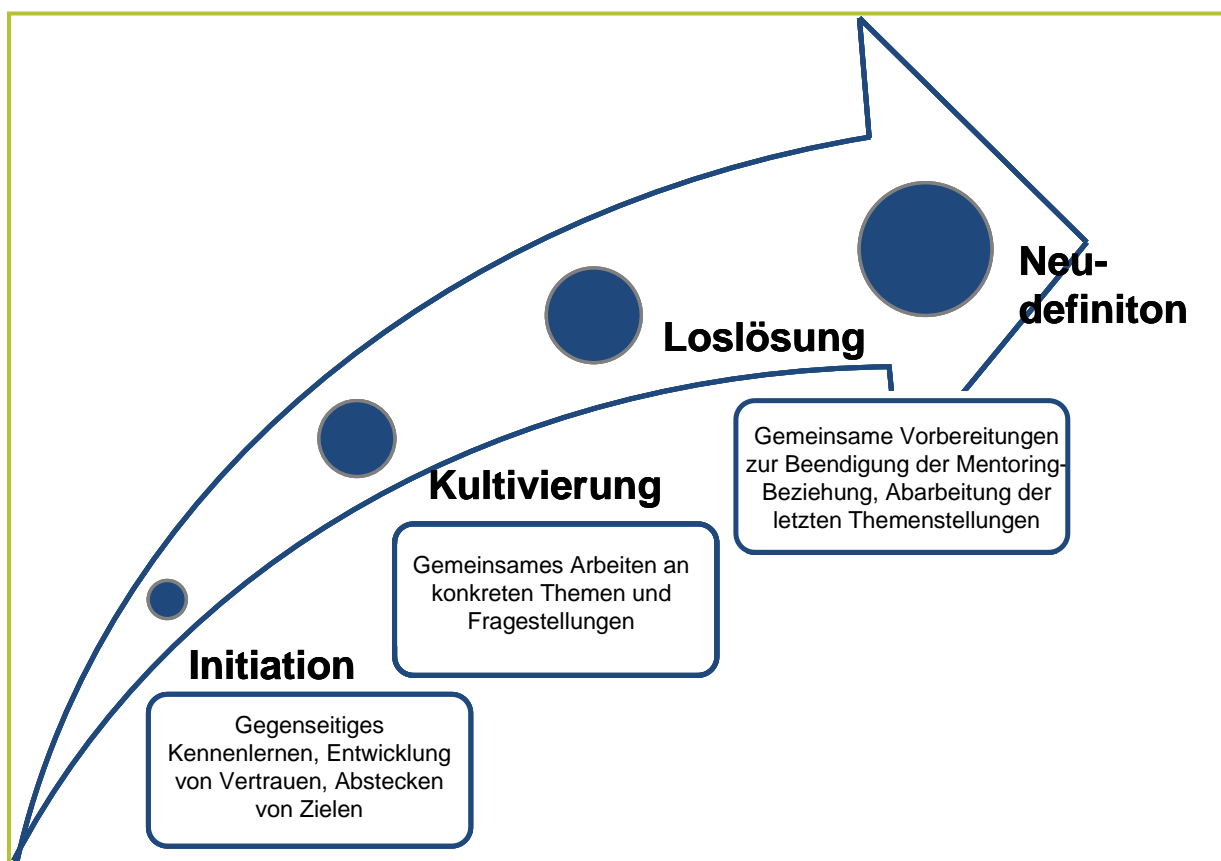 Initiation
Gegenseitiges
Kennenlernen, Entwicklung
von Vertrauen, Abstecken
von Zielen
Kultivierung
Gemeinsames Arbeiten an
konkreten Themen und
Fragestellungen
Loslösung
Gemeinsame Vorbereitungen
zur Beendigung der Mentoring-
Beziehung, Abarbeitung der
letzten Themenstellungen
Neu-
definiton